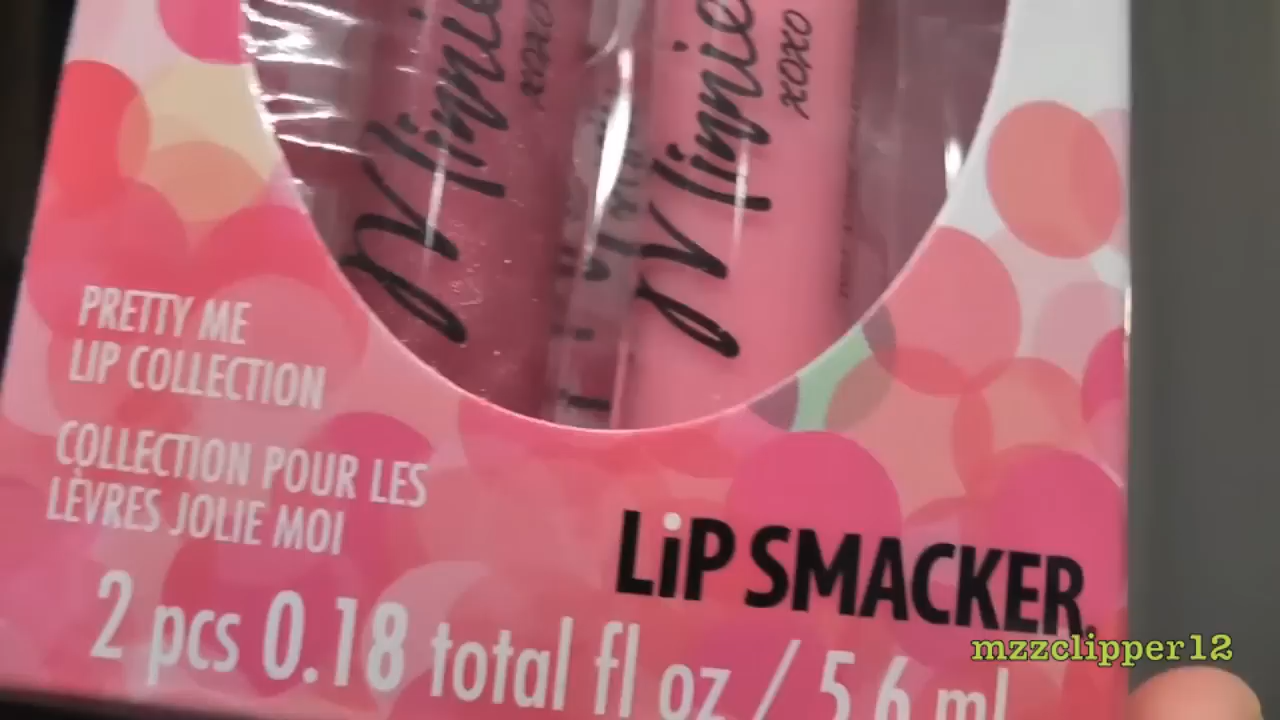 Minnie
xoxo
Minnie
xoxo
PRETTY ME
LIP COLLECTION
COLLECTION POUR LES
LÈVRES JOLIE MOI
LiP SMACKER.
2 pcs 0.18 total fl oz / 5.6 ml
mzzclipper12